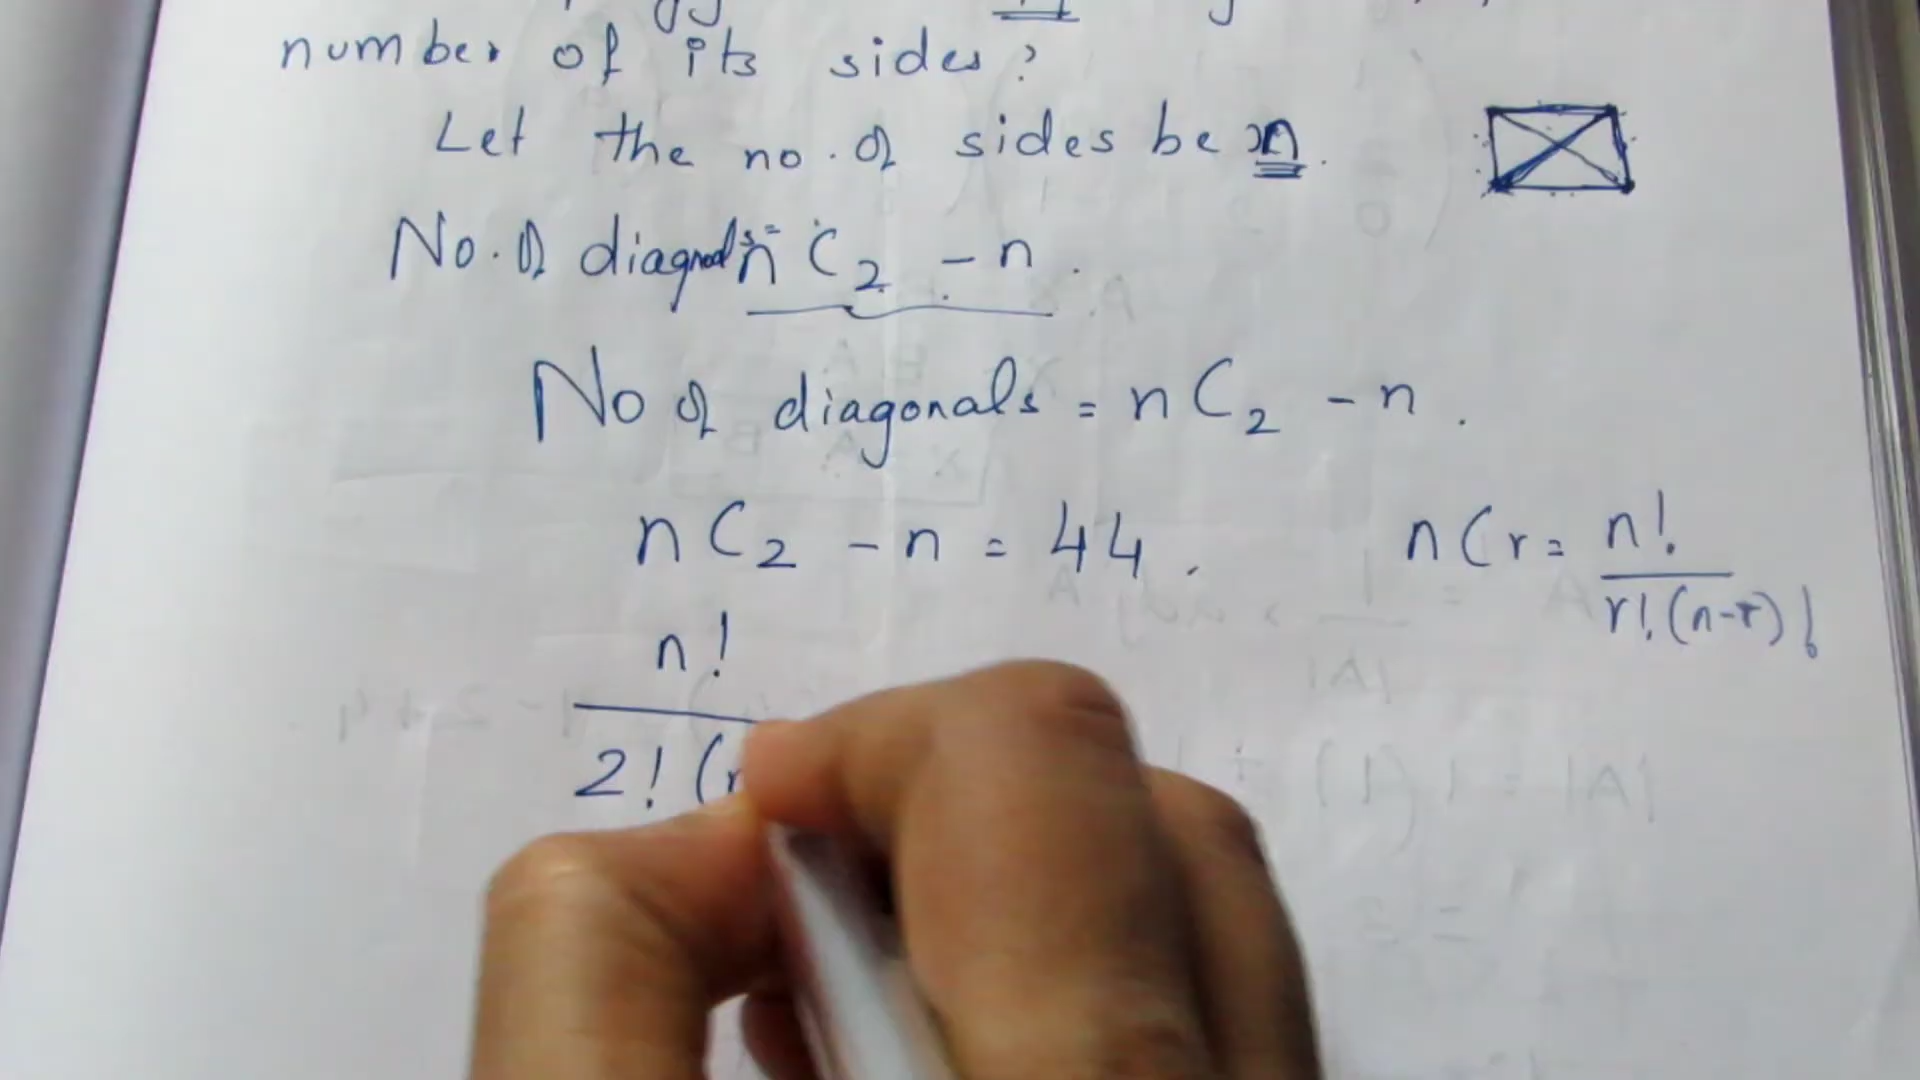 number of its sides?
Let the no. of sides be n.
No. of diagnols = nC2 - n.
No of diagonals = nC2 - n.
nC2 - n = 44.
nCr = n! / r!(n-r)!
n!
2! (n